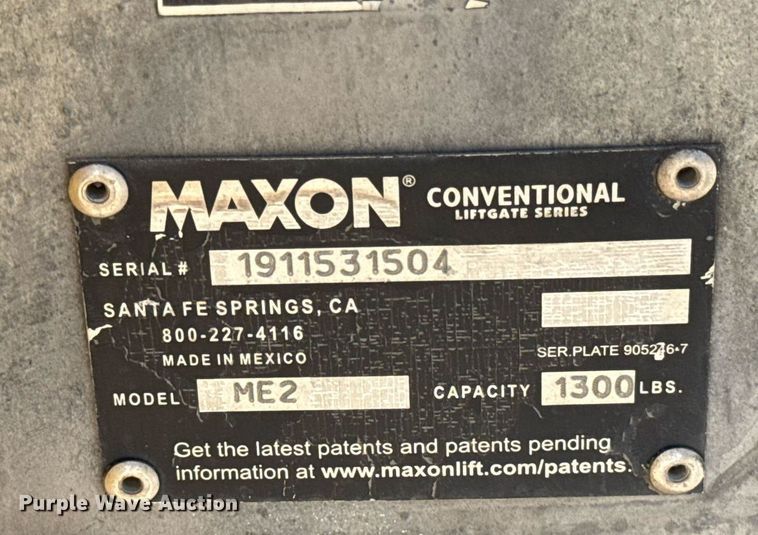 MAXON® CONVENTIONAL
LIFTGATE SERIES
SERIAL # 1911531504
SANTA FE SPRINGS, CA
800-227-4116
MADE IN MEXICO
SER.PLATE 905246-7
MODEL ME2 CAPACITY 1300 LBS.
Get the latest patents and patents pending
information at www.maxonlift.com/patents.
Purple Wave Auction